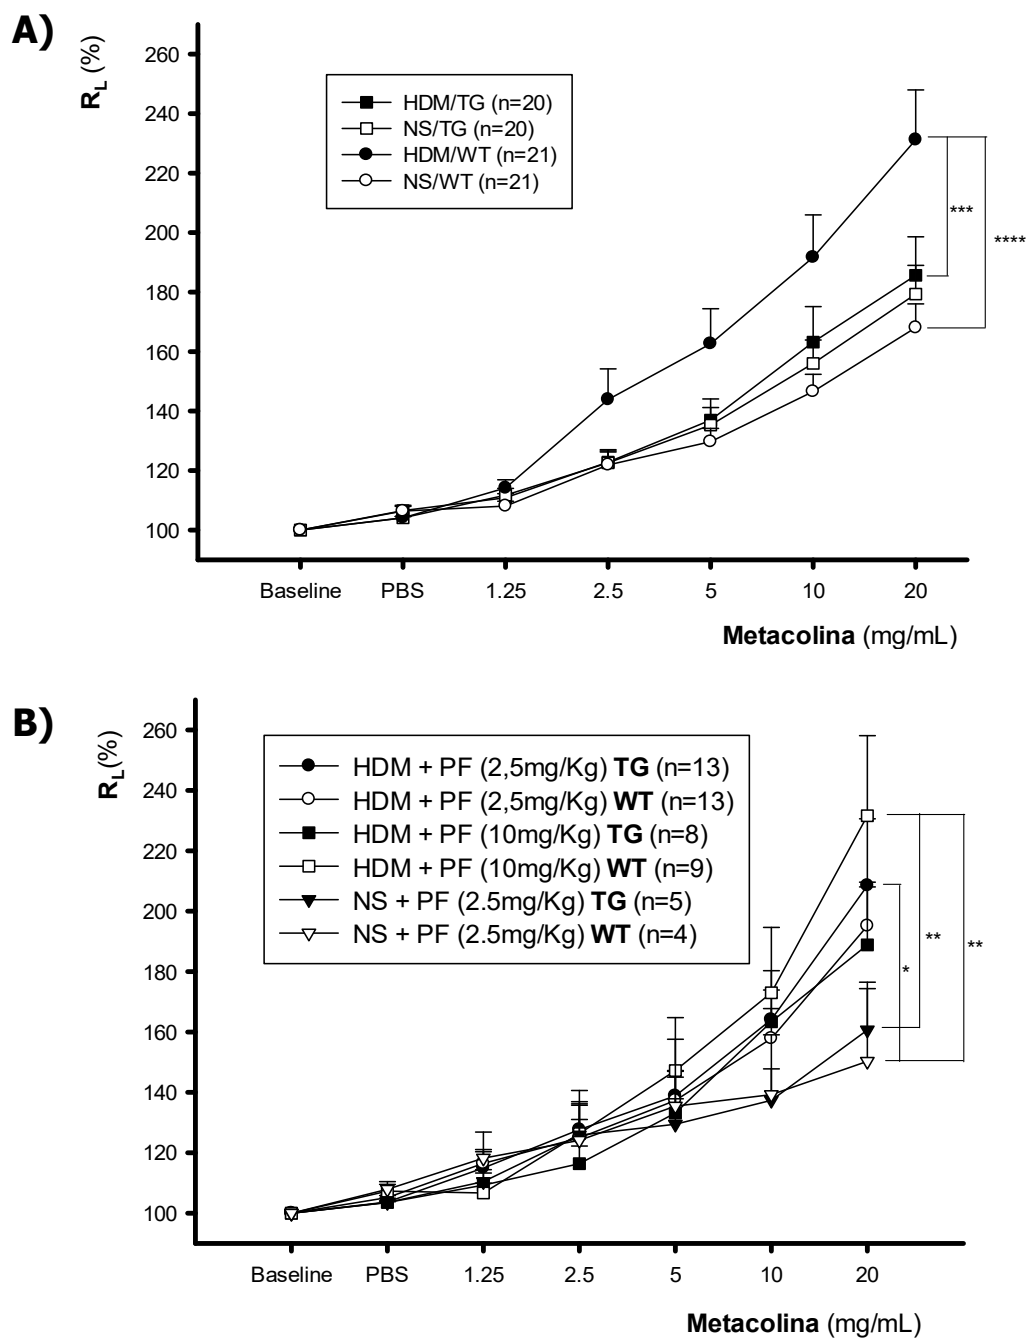 A)
R_L (%)
260
240
220
200
180
160
140
120
100
HDM/TG (n=20)
NS/TG (n=20)
HDM/WT (n=21)
NS/WT (n=21)
***
****
Baseline PBS 1.25 2.5 5 10 20
Metacolina (mg/mL)
B)
R_L(%)
260
240
220
200
180
160
140
120
100
HDM + PF (2,5mg/Kg) TG (n=13)
HDM + PF (2,5mg/Kg) WT (n=13)
HDM + PF (10mg/Kg) TG (n=8)
HDM + PF (10mg/Kg) WT (n=9)
NS + PF (2.5mg/Kg) TG (n=5)
NS + PF (2.5mg/Kg) WT (n=4)
*
**
**
Baseline PBS 1.25 2.5 5 10 20
Metacolina (mg/mL)